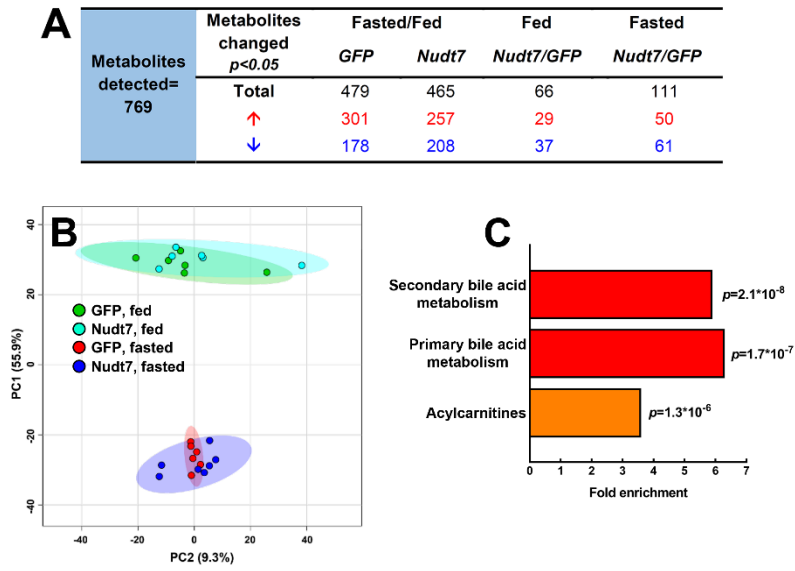 A
Metabolites
detected=
769
Metabolites
changed
p<0.05
Fasted/Fed
Fed
Fasted
GFP
Nudt7
Nudt7/GFP
Nudt7/GFP
Total
479
465
66
111
↑
301
257
29
50
↓
178
208
37
61
B
40
20
0
-20
-40
PC1 (55.9%)
GFP, fed
Nudt7, fed
GFP, fasted
Nudt7, fasted
-40
-20
0
20
40
PC2 (9.3%)
C
Secondary bile acid
metabolism
p=2.1*10-8
Primary bile acid
metabolism
p=1.7*10-7
Acylcarnitines
p=1.3*10-6
0 1 2 3 4 5 6 7
Fold enrichment